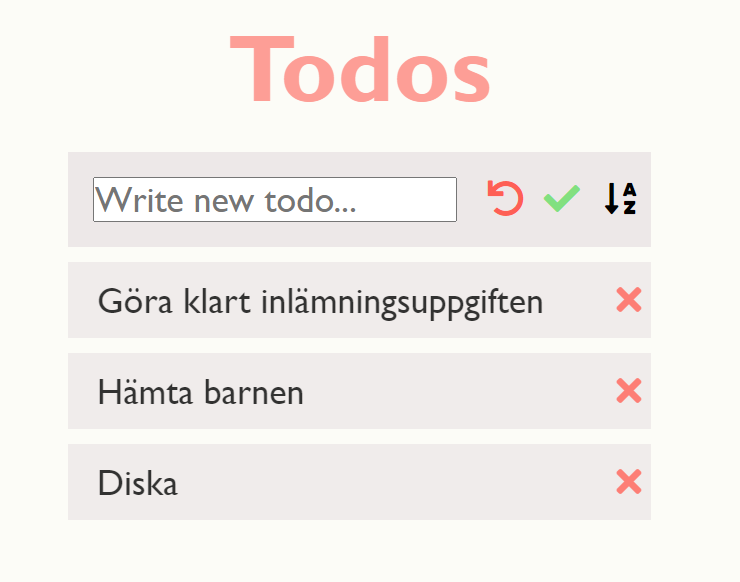 Todos
Write new todo...
A
Z
Göra klart inlämningsuppgiften
Hämta barnen
Diska